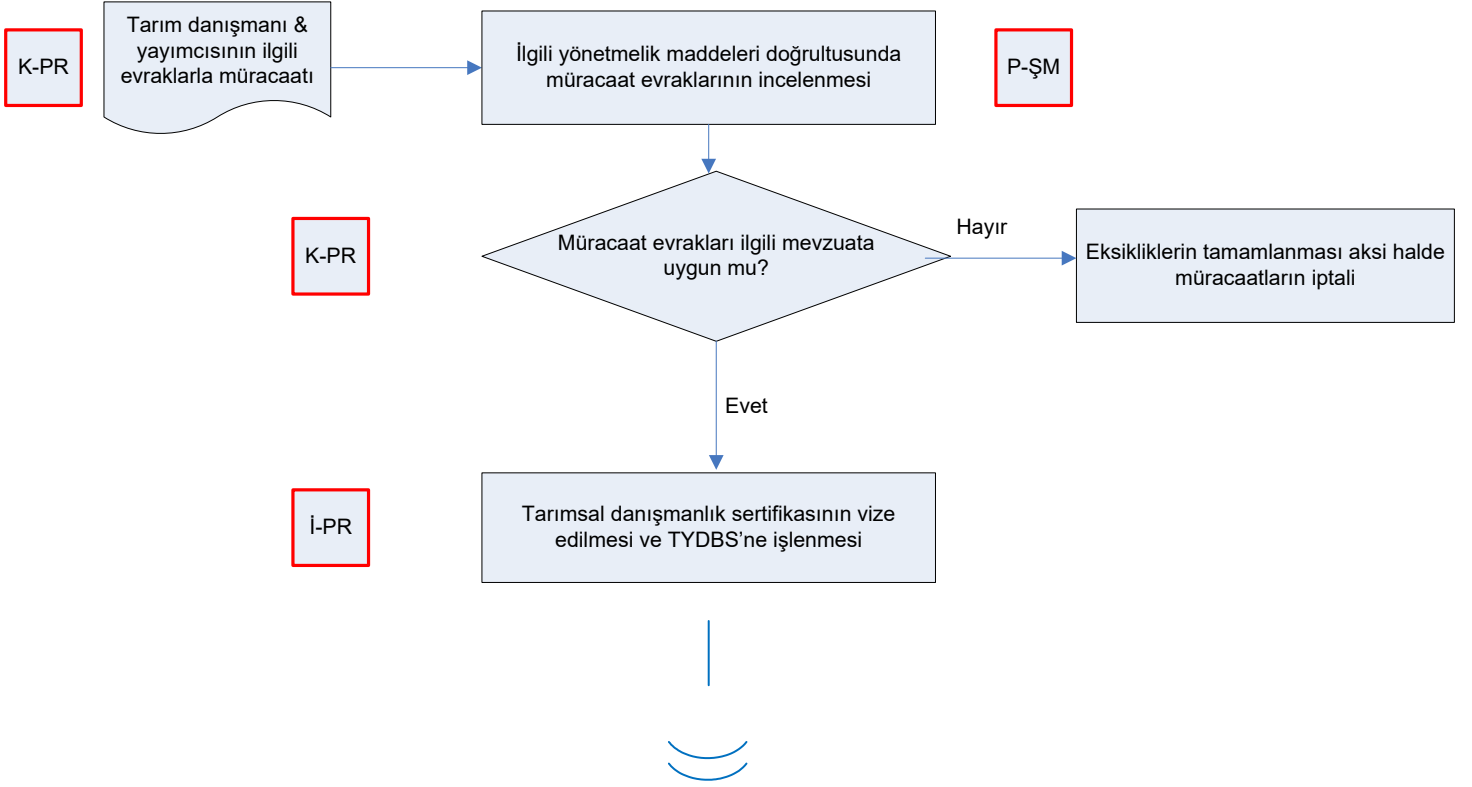 K-PR
Tarım danışmanı &
yayımcısının ilgili
evraklarla müracaatı
İlgili yönetmelik maddeleri doğrultusunda
müracaat evraklarının incelenmesi
P-ŞM
K-PR
Müracaat evrakları ilgili mevzuata
uygun mu?
Hayır
Eksikliklerin tamamlanması aksi halde
müracaatların iptali
Evet
İ-PR
Tarımsal danışmanlık sertifikasının vize
edilmesi ve TYDBS’ne işlenmesi